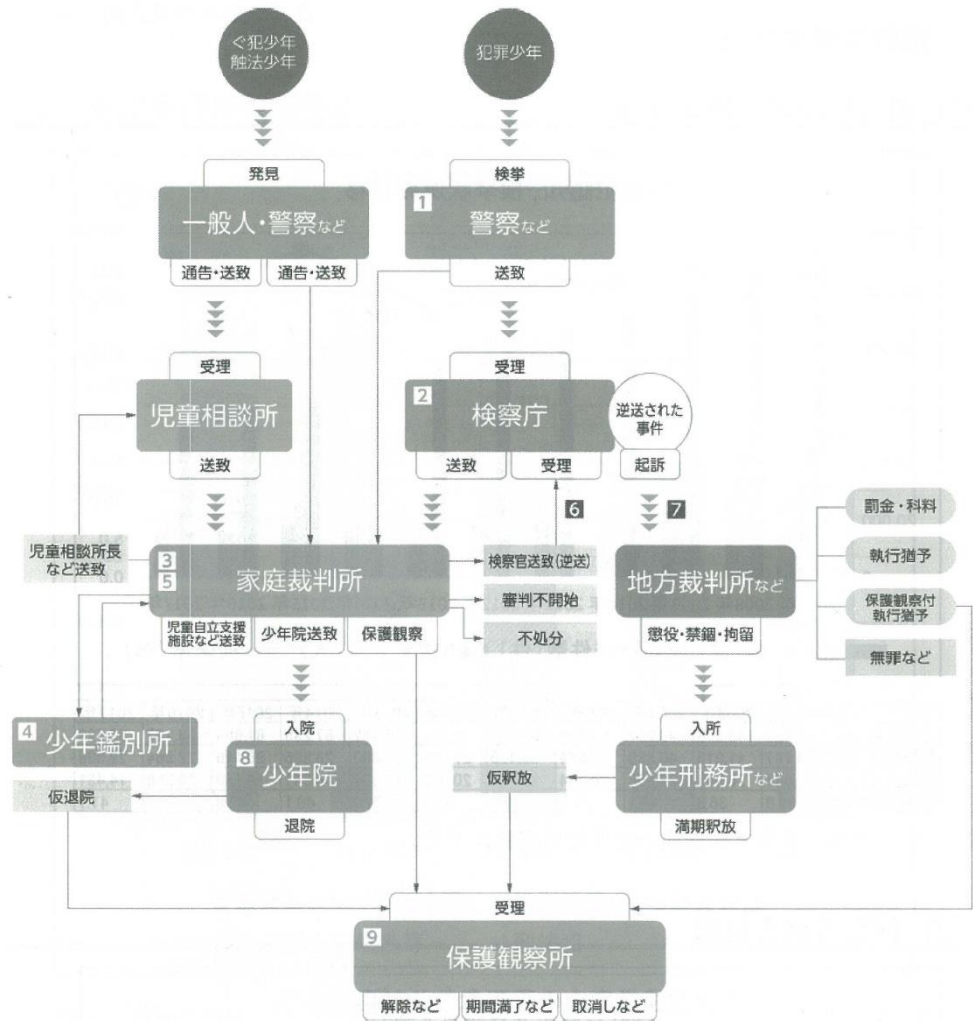 ぐ犯少年
触法少年
犯罪少年
発見
一般人・警察など
通告・送致
通告・送致
検挙
1
警察など
送致
受理
児童相談所
送致
受理
2
検察庁
送致
受理
逆送された
事件
起訴
6
7
児童相談所長
など送致
3
5
家庭裁判所
児童自立支援
施設など送致
少年院送致
保護観察
検察官送致(逆送)
審判不開始
不処分
地方裁判所など
懲役・禁錮・拘留
罰金・科料
執行猶予
保護観察付
執行猶予
無罪など
4
少年鑑別所
入院
8
少年院
退院
仮退院
入所
少年刑務所など
満期釈放
仮釈放
受理
9
保護観察所
解除など
期間満了など
取消しなど